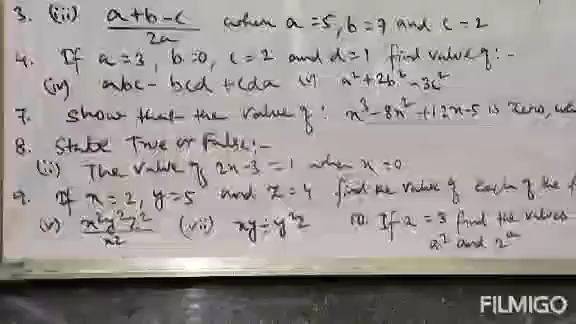 3. (iii) a+b-c / 2a when a=5, b=7 and c=2
4. If a=3, b=0, c=2 and d=1 find value of:-
(iv) abc - bcd + cda (v) a²+2b²-3c²
7. Show that the value of: x³-8x²+12x-5 is zero,
8. State True or False:-
(ii) The value of 2x-3=1 when x=0
9. If x=2, y=5 and z=4 find the value of each of the
(v) x²y²z² / xz (vii) xy÷y²z 10. If a=3 find the values
a² and 2ᵃ
FILMIGO